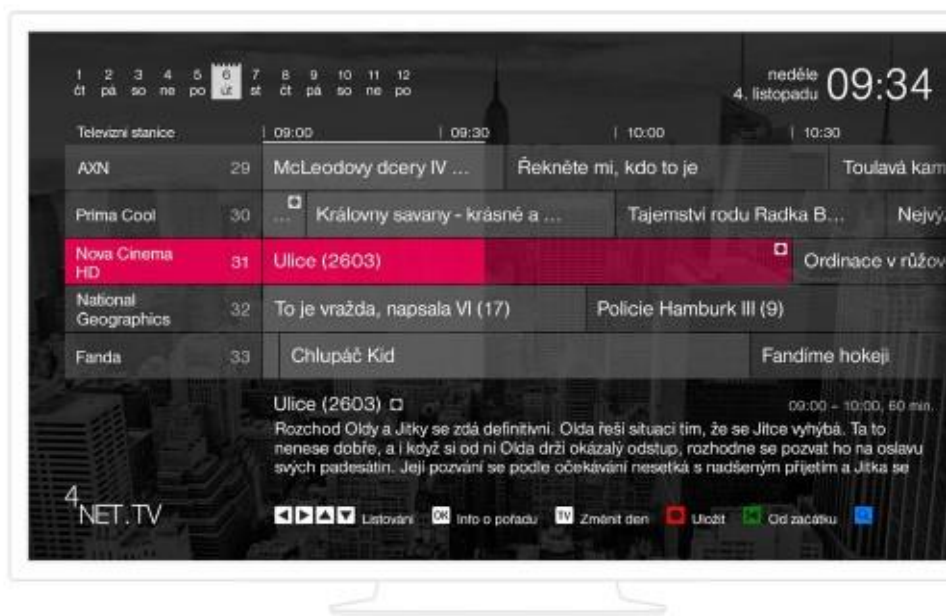 1 2 3 4 5 6 7 8 9 10 11 12
čt pá so ne po út st čt pá so ne po
neděle
4. listopadu 09:34
Televizní stanice 09:00 09:30 10:00 10:30
AXN 29 McLeodovy dcery IV ... Řekněte mi, kdo to je Toulavá kam
Prima Cool 30 ... Královny savany - krásné a ... Tajemství rodu Radka B... Nejvý
Nova Cinema
HD 31 Ulice (2603) Ordinace v růžov
National
Geographics 32 To je vražda, napsala VI (17) Policie Hamburk III (9)
Fanda 33 Chlupáč Kid Fandíme hokeji
Ulice (2603) 09:00 - 10:00, 60 min.
Rozchod Oldy a Jitky se zdá definitivní. Olda řeší situaci tím, že se Jitce vyhýbá. Ta to
nenese dobře, a i když si od ní Olda drží okázalý odstup, rozhodne se pozvat ho na oslavu
svých padesátin. Její pozvání se podle očekávání nesetká s nadšeným přijetím a Jitka se
4NET.TV
Listování OK Info o pořadu TV Změnit den Uložit Od začátku